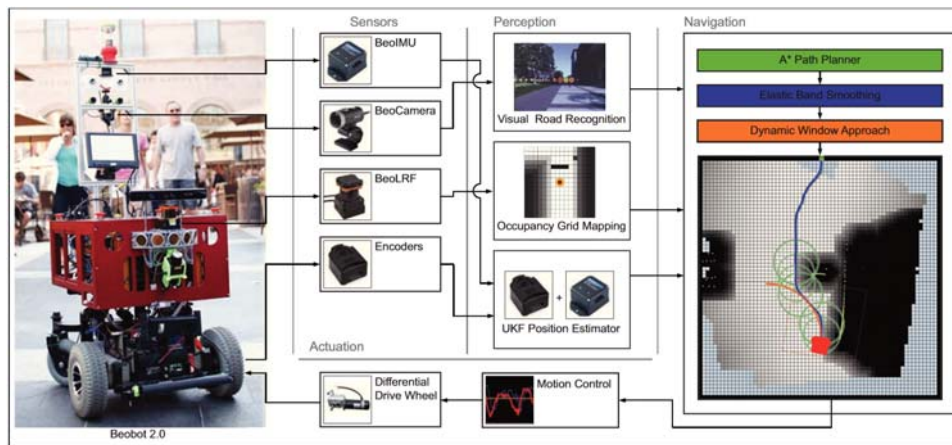 Sensors
Perception
Navigation
BeoIMU
BeoCamera
BeoLRF
Encoders
Visual Road Recognition
Occupancy Grid Mapping
+
UKF Position Estimator
A* Path Planner
Elastic Band Smoothing
Dynamic Window Approach
Actuation
Differential
Drive Wheel
Motion Control
Beobot 2.0